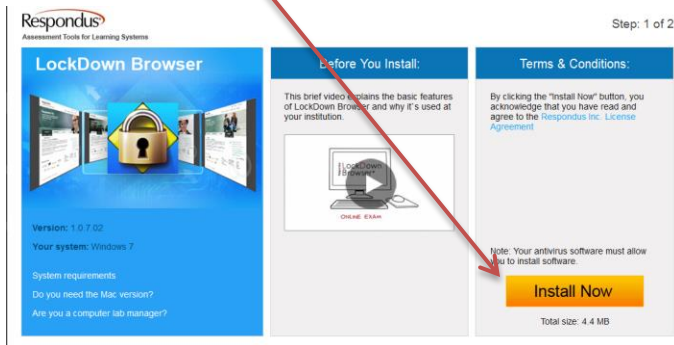 Respondus
Assessment Tools for Learning Systems
Step: 1 of 2
LockDown Browser
Version: 1.0.7.02
Your system: Windows 7
System requirements
Do you need the Mac version?
Are you a computer lab manager?
Before You Install:
This brief video explains the basic features
of LockDown Browser and why it's used at
your institution.
LockDown
Browser
ONLINE EXAM
Terms & Conditions:
By clicking the "Install Now" button, you
acknowledge that you have read and
agree to the Respondus Inc. License
Agreement
Note: Your antivirus software must allow
you to install software.
Install Now
Total size: 4.4 MB